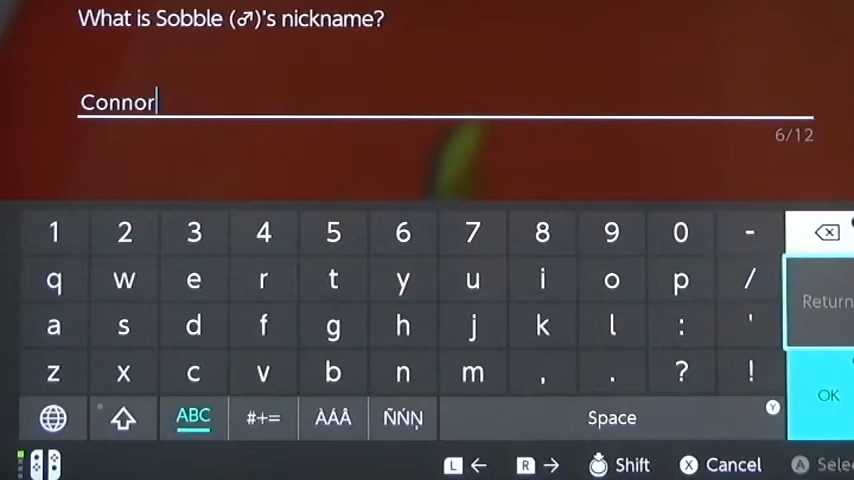 What is Sobble (♂)'s nickname?
Connor
6/12
1 2 3 4 5 6 7 8 9 0 -
q w e r t y u i o p /
Return
a s d f g h j k l : '
z x c v b n m , . ? !
OK
ABC #+= ÀÁÂ ÑŃŅ Space Y
L ← R → Shift X Cancel A